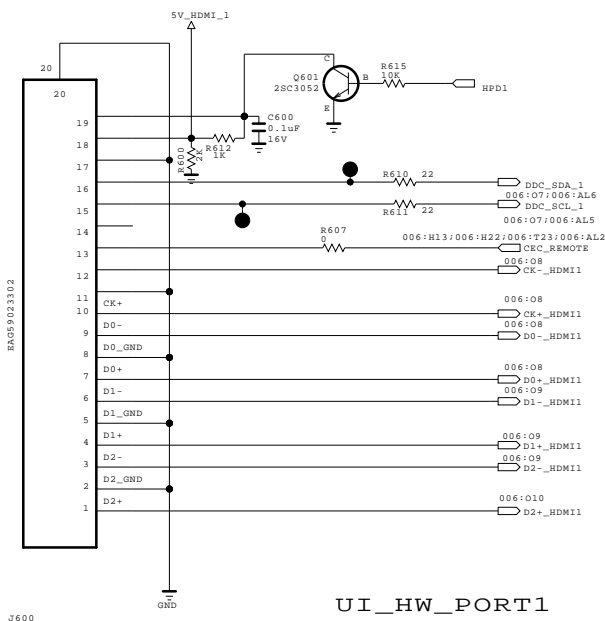 5V_HDMI_1
20
20
Q601
2SC3052
C
B
E
R615
10K
HPD1
19
C600
0.1uF
16V
18
R600
2K
R612
1K
17
R610
22
16
DDC_SDA_1
006:O7;006:AL6
15
DDC_SCL_1
R611
22
006:O7;006:AL5
14
R607
0
006:H13;006:H22;006:T23;006:AL2
13
CEC_REMOTE
006:O8
12
CK-_HDMI1
11
CK+
006:O8
10
CK+_HDMI1
006:O8
D0-
9
D0-_HDMI1
D0_GND
8
D0+
006:O8
7
D0+_HDMI1
006:O9
D1-
6
D1-_HDMI1
D1_GND
5
D1+
006:O9
4
D1+_HDMI1
006:O9
D2-
3
D2-_HDMI1
D2_GND
2
D2+
006:O10
1
D2+_HDMI1
EAG59023302
GND
UI_HW_PORT1
J600